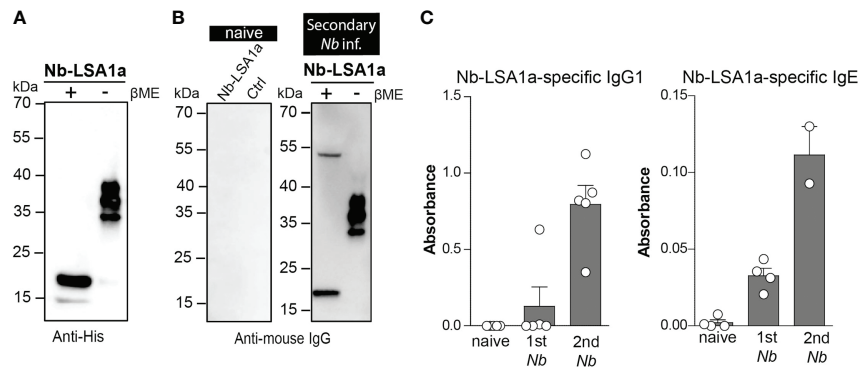 A
Nb-LSA1a
kDa + - βME
70
55
40
35
25
15
Anti-His
B
naive
Nb-LSA1a
Ctrl
kDa
70
55
40
35
25
15
Secondary
Nb inf.
Nb-LSA1a
kDa + - βME
70
55
40
35
25
15
Anti-mouse IgG
C
Nb-LSA1a-specific IgG1
Absorbance
1.5
1.0
0.5
0.0
naive 1st 2nd
Nb Nb
Nb-LSA1a-specific IgE
Absorbance
0.15
0.10
0.05
0.00
naive 1st 2nd
Nb Nb